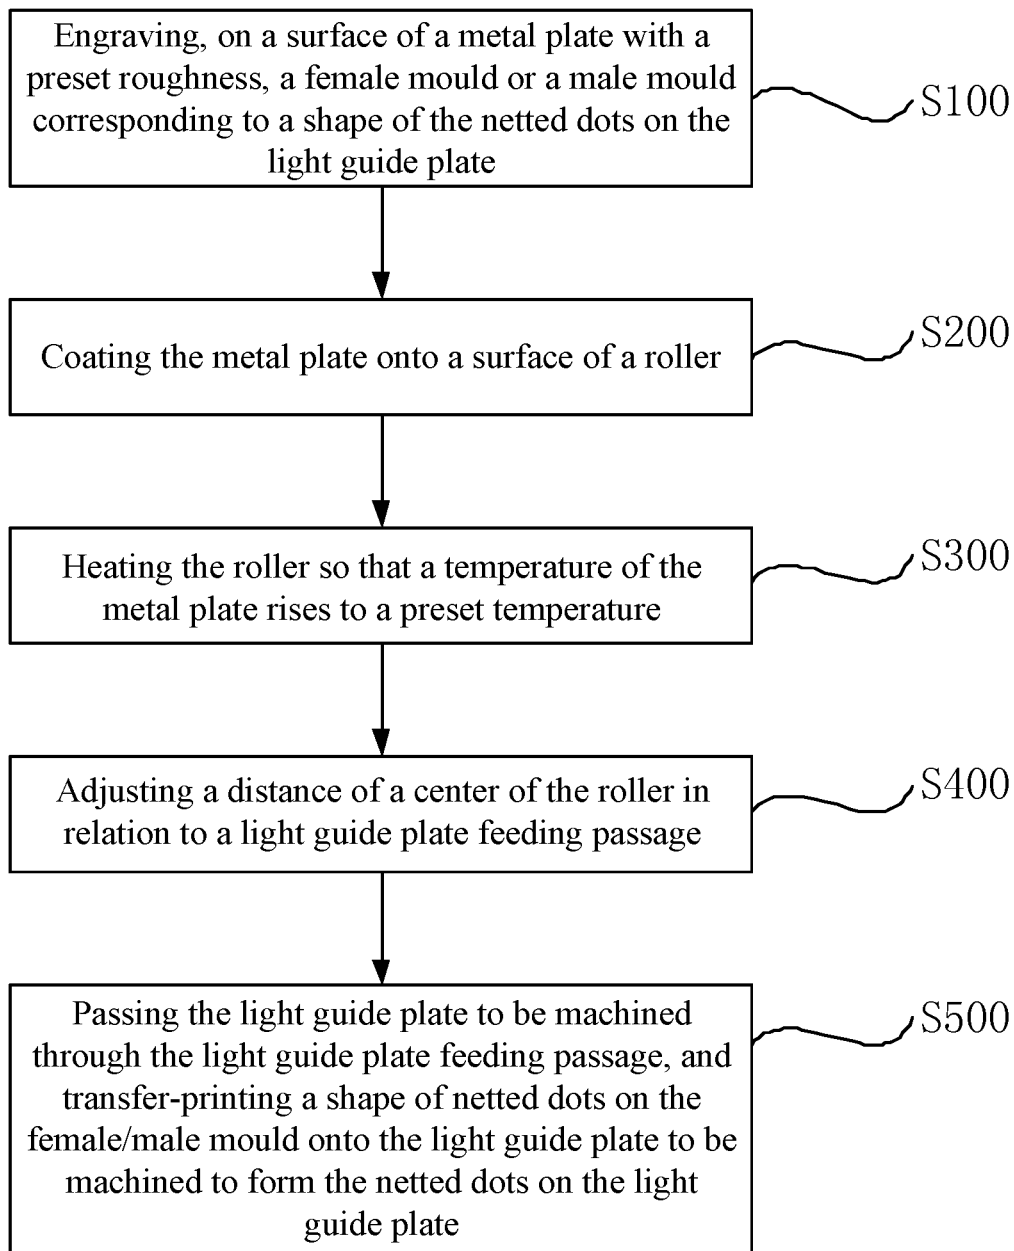 Engraving, on a surface of a metal plate with a
preset roughness, a female mould or a male mould
corresponding to a shape of the netted dots on the
light guide plate
S100
Coating the metal plate onto a surface of a roller
S200
Heating the roller so that a temperature of the
metal plate rises to a preset temperature
S300
Adjusting a distance of a center of the roller in
relation to a light guide plate feeding passage
S400
Passing the light guide plate to be machined
through the light guide plate feeding passage, and
transfer-printing a shape of netted dots on the
female/male mould onto the light guide plate to be
machined to form the netted dots on the light
guide plate
S500